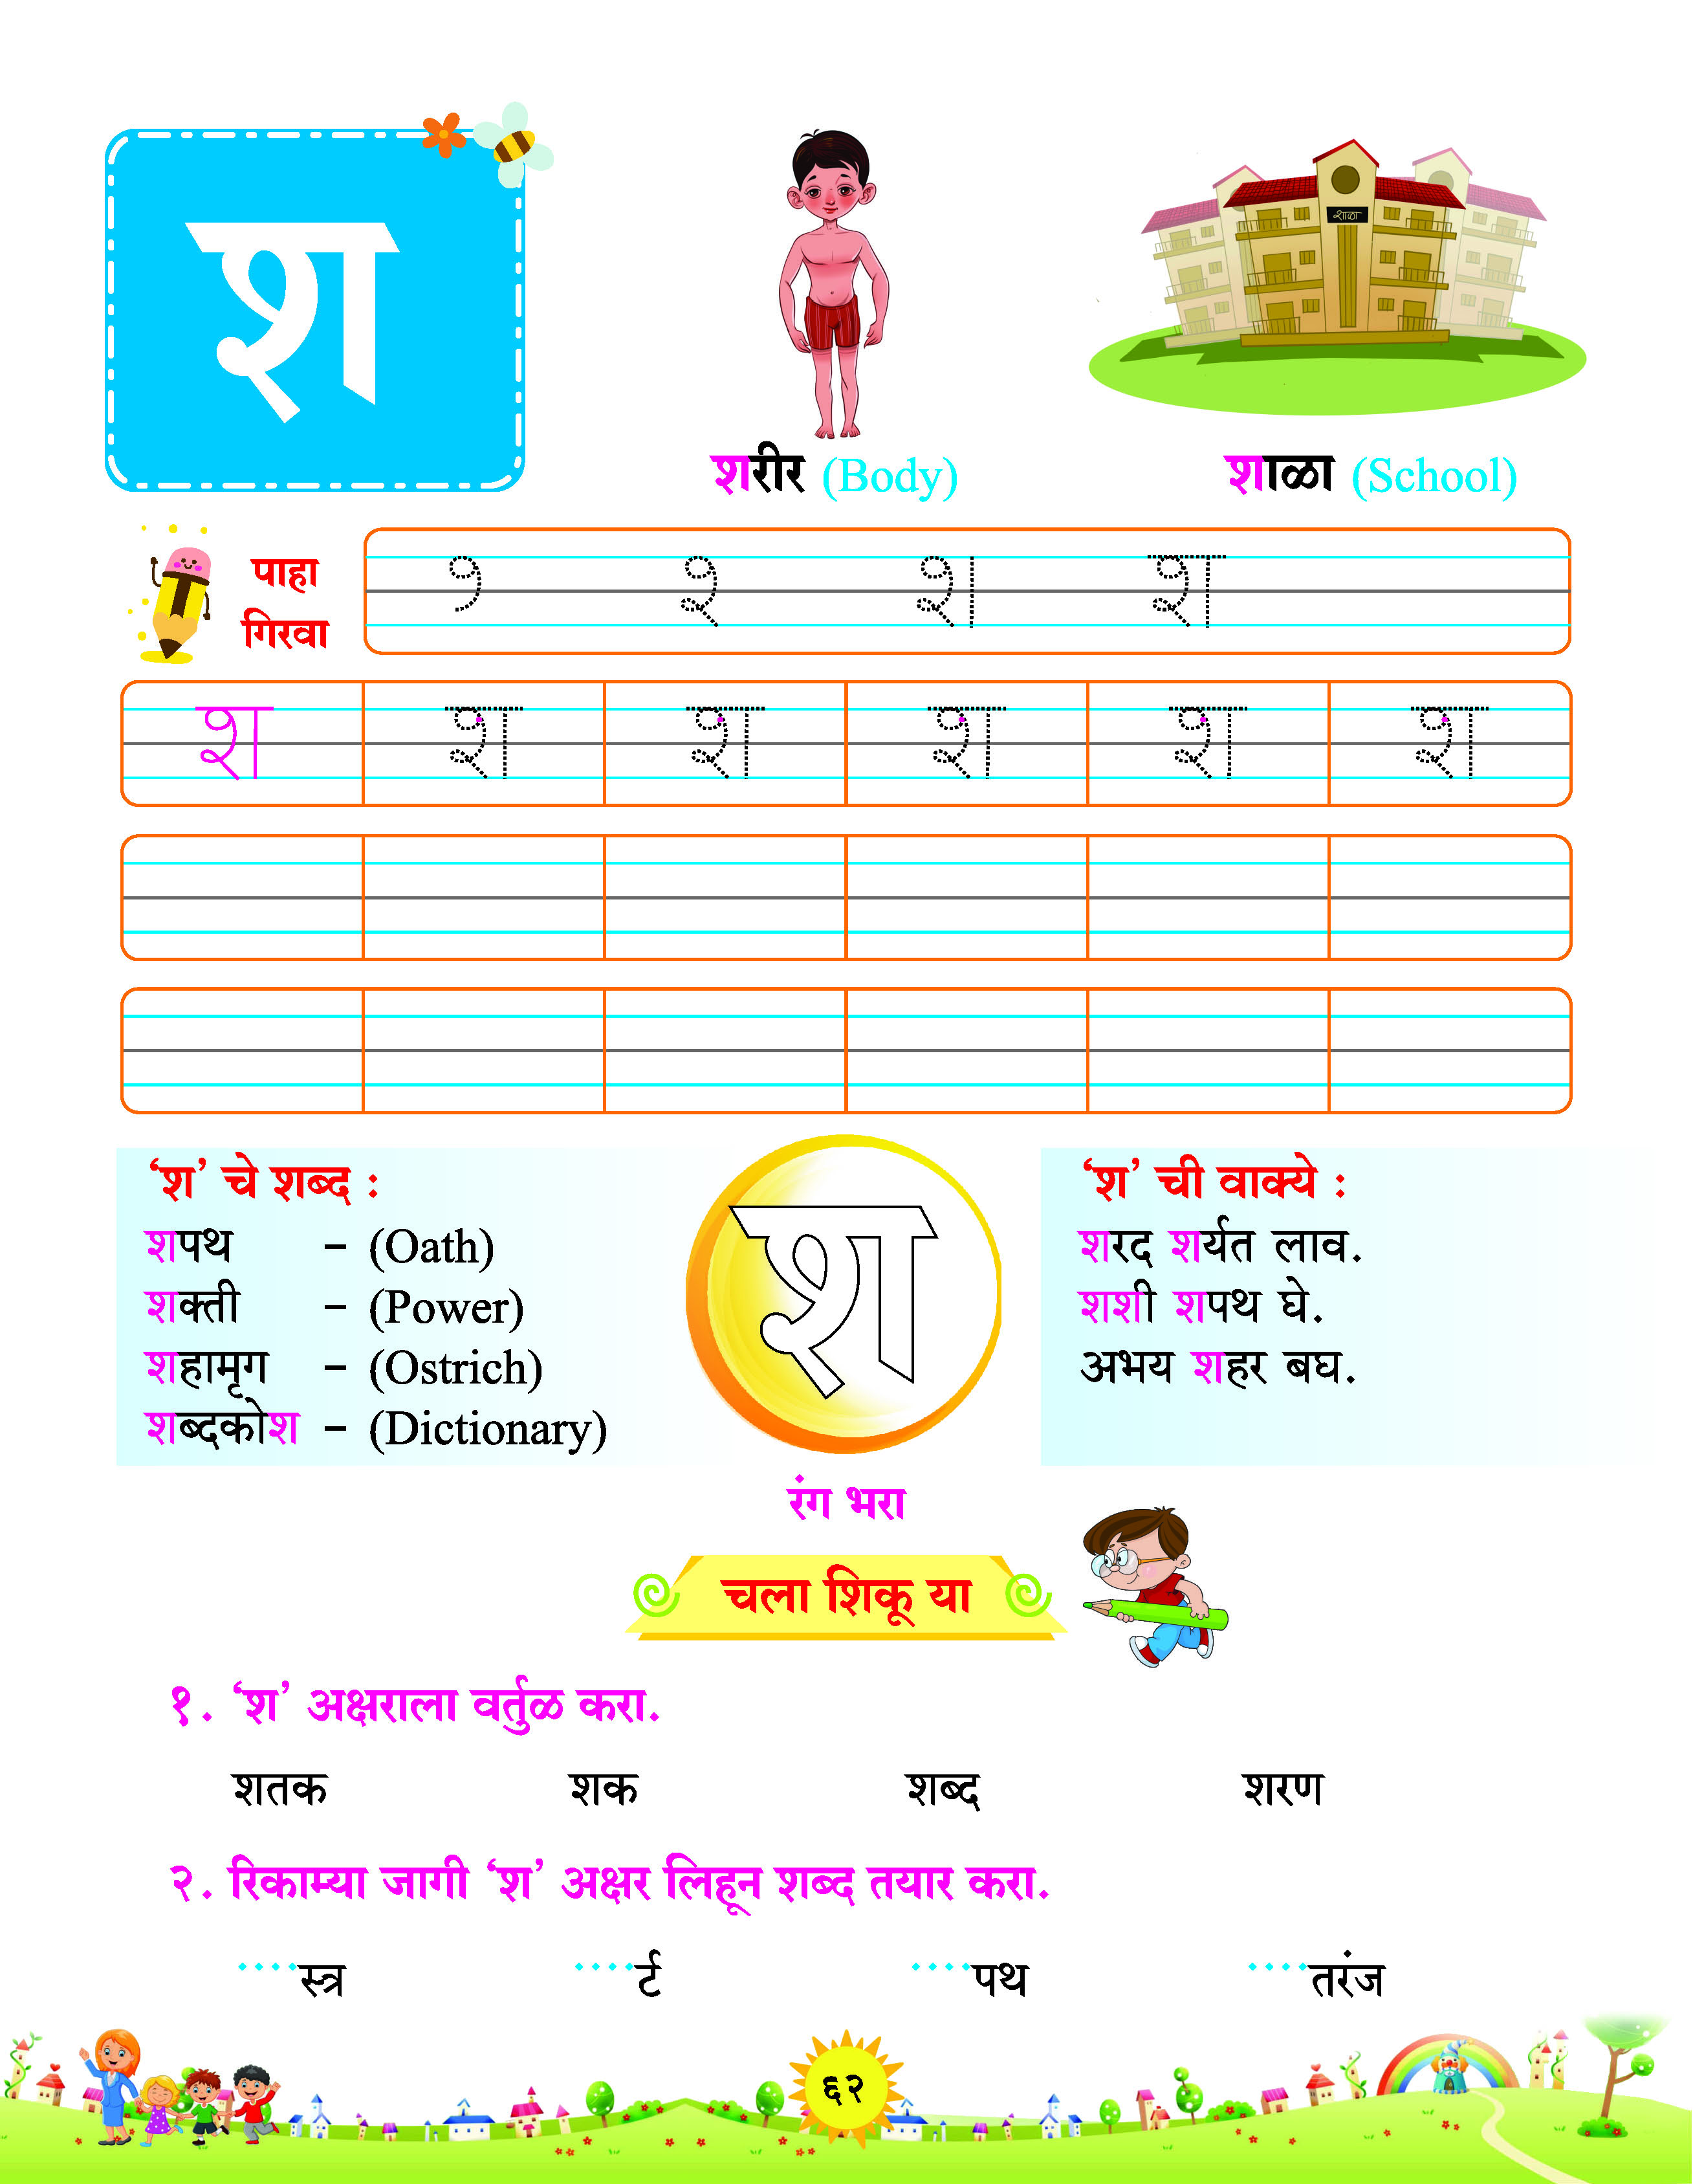 श
शाळा
शरीर (Body)
शाळा (School)
पाहा
गिरवा
श
श श श श श श
‘श’ चे शब्द :
शपथ – (Oath)
शक्ती – (Power)
शहामृग – (Ostrich)
शब्दकोश – (Dictionary)
श
रंग भरा
‘श’ ची वाक्ये :
शरद शर्यत लाव.
शशी शपथ घे.
अभय शहर बघ.
चला शिकू या
१. ‘श’ अक्षराला वर्तुळ करा.
शतक शक शब्द शरण
२. रिकाम्या जागी ‘श’ अक्षर लिहून शब्द तयार करा.
....स्त्र ....र्ट ....पथ ....तरंज
६२